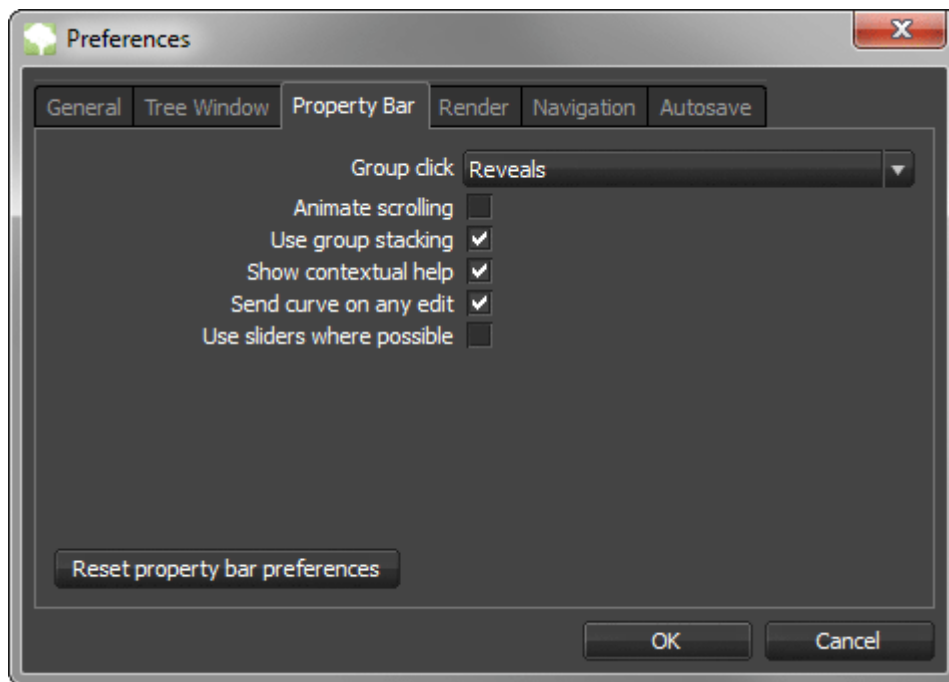 Preferences
General Tree Window Property Bar Render Navigation Autosave
Group click Reveals
Animate scrolling
Use group stacking
Show contextual help
Send curve on any edit
Use sliders where possible
Reset property bar preferences
OK Cancel